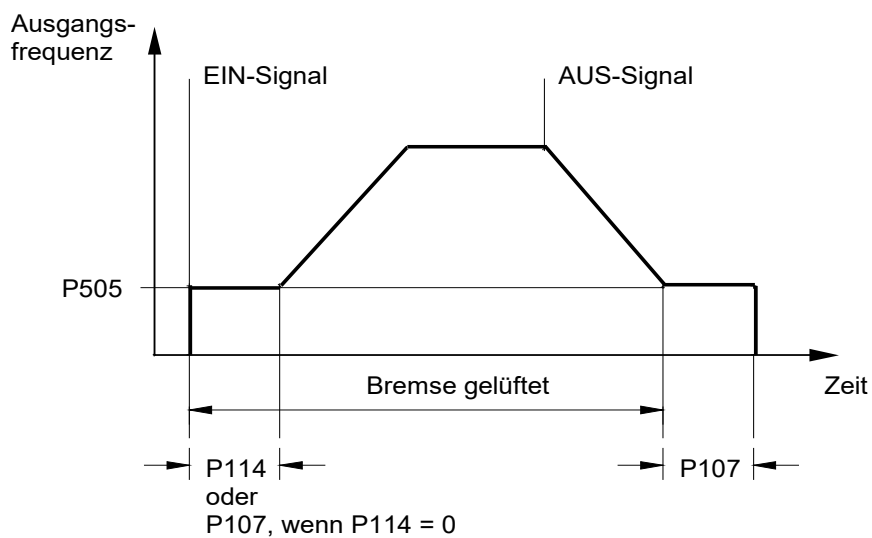 Ausgangs-
frequenz
EIN-Signal
AUS-Signal
P505
Bremse gelüftet
Zeit
P114
oder
P107, wenn P114 = 0
P107